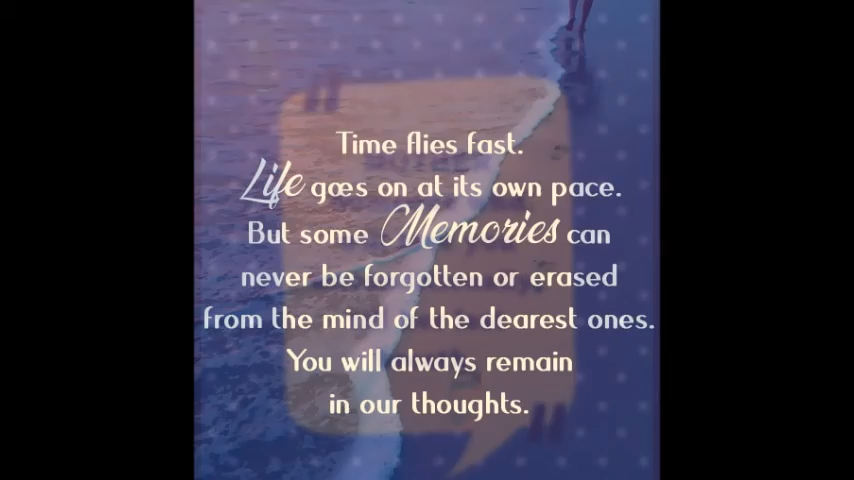 Time flies fast.
Life goes on at its own pace.
But some Memories can
never be forgotten or erased
from the mind of the dearest ones.
You will always remain
in our thoughts.